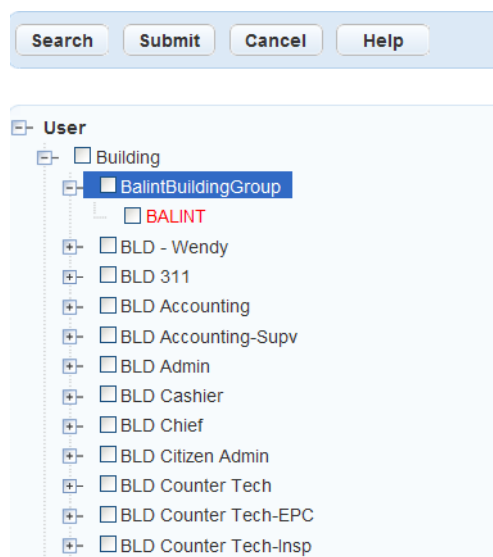 Search Submit Cancel Help
User
Building
BalintBuildingGroup
BALINT
BLD - Wendy
BLD 311
BLD Accounting
BLD Accounting-Supv
BLD Admin
BLD Cashier
BLD Chief
BLD Citizen Admin
BLD Counter Tech
BLD Counter Tech-EPC
BLD Counter Tech-Insp